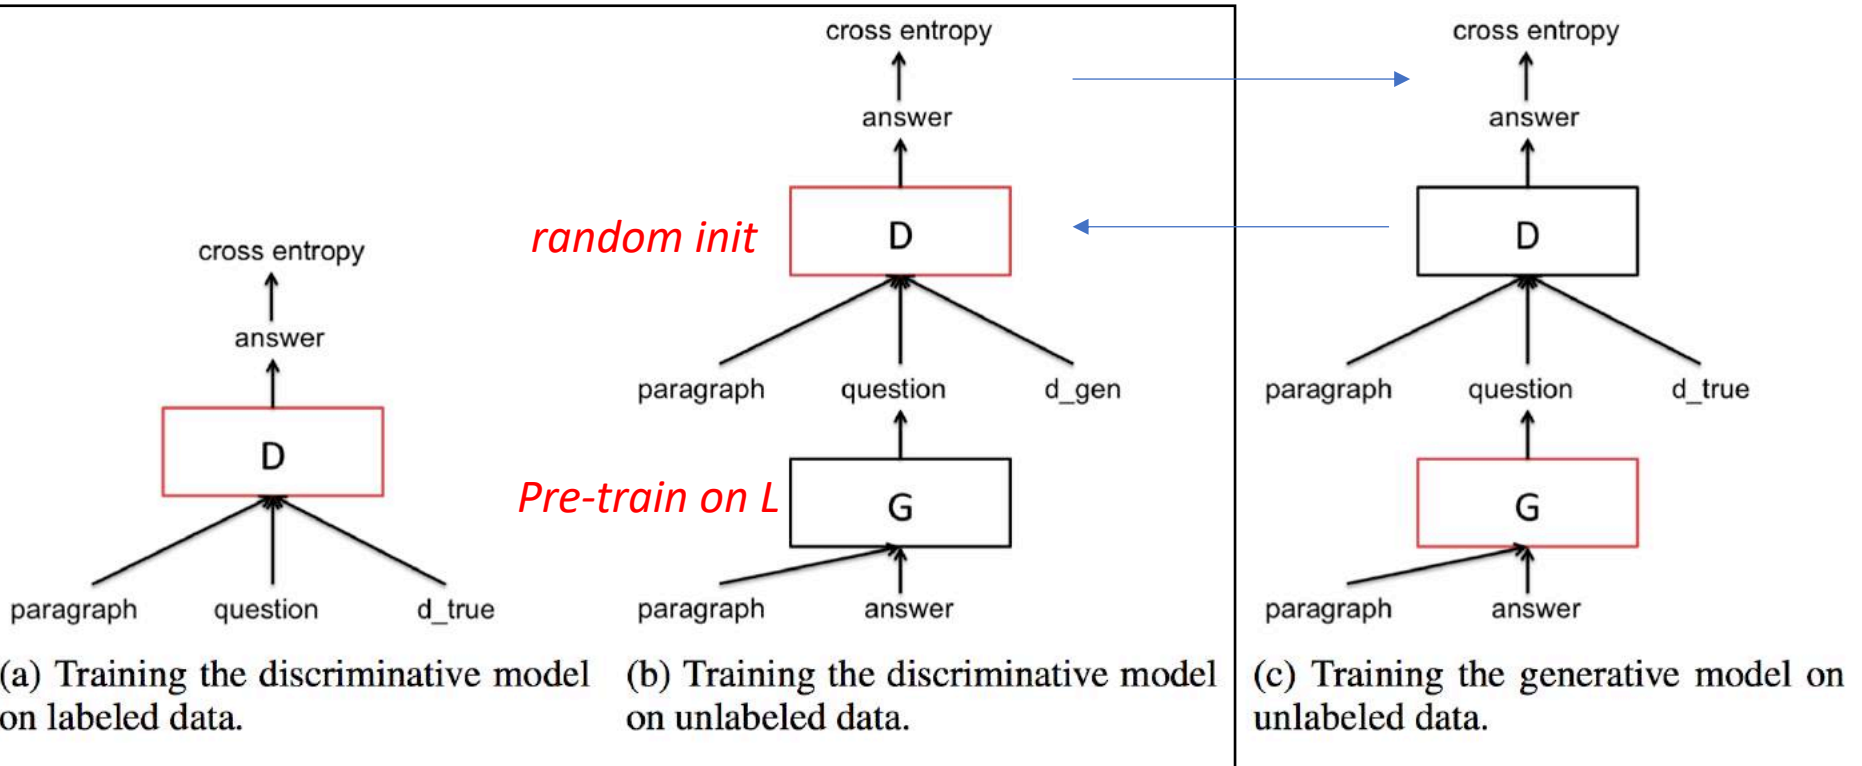 cross entropy
answer
D
paragraph question d_true
(a) Training the discriminative model
on labeled data.
cross entropy
answer
random init
D
paragraph question d_gen
Pre-train on L
G
paragraph answer
(b) Training the discriminative model
on unlabeled data.
cross entropy
answer
D
paragraph question d_true
G
paragraph answer
(c) Training the generative model on
unlabeled data.